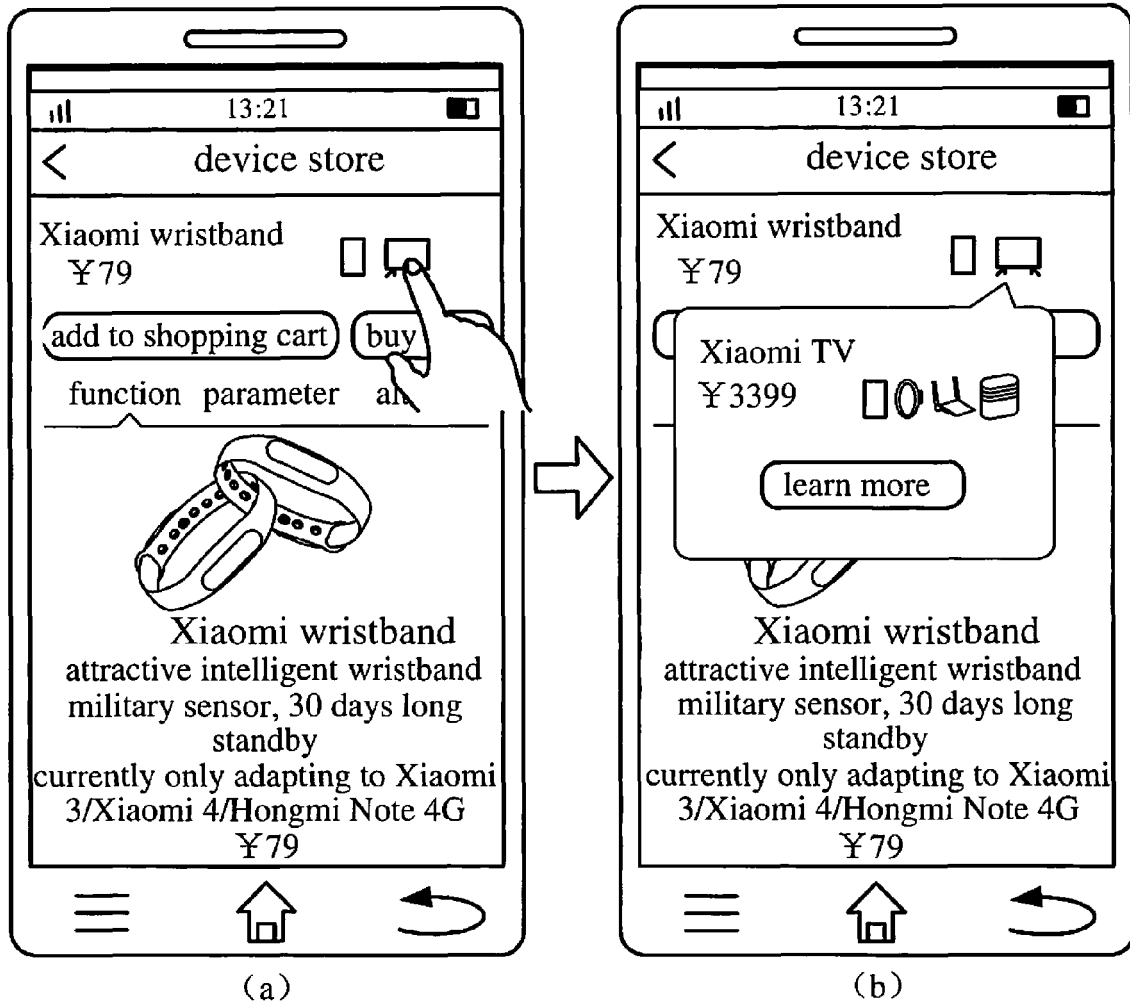 13:21
device store
Xiaomi wristband
¥79
add to shopping cart
buy
function parameter
Xiaomi wristband
attractive intelligent wristband
military sensor, 30 days long
standby
currently only adapting to Xiaomi
3/Xiaomi 4/Hongmi Note 4G
¥79
(a)
13:21
device store
Xiaomi wristband
¥79
Xiaomi TV
¥3399
learn more
Xiaomi wristband
attractive intelligent wristband
military sensor, 30 days long
standby
currently only adapting to Xiaomi
3/Xiaomi 4/Hongmi Note 4G
¥79
(b)